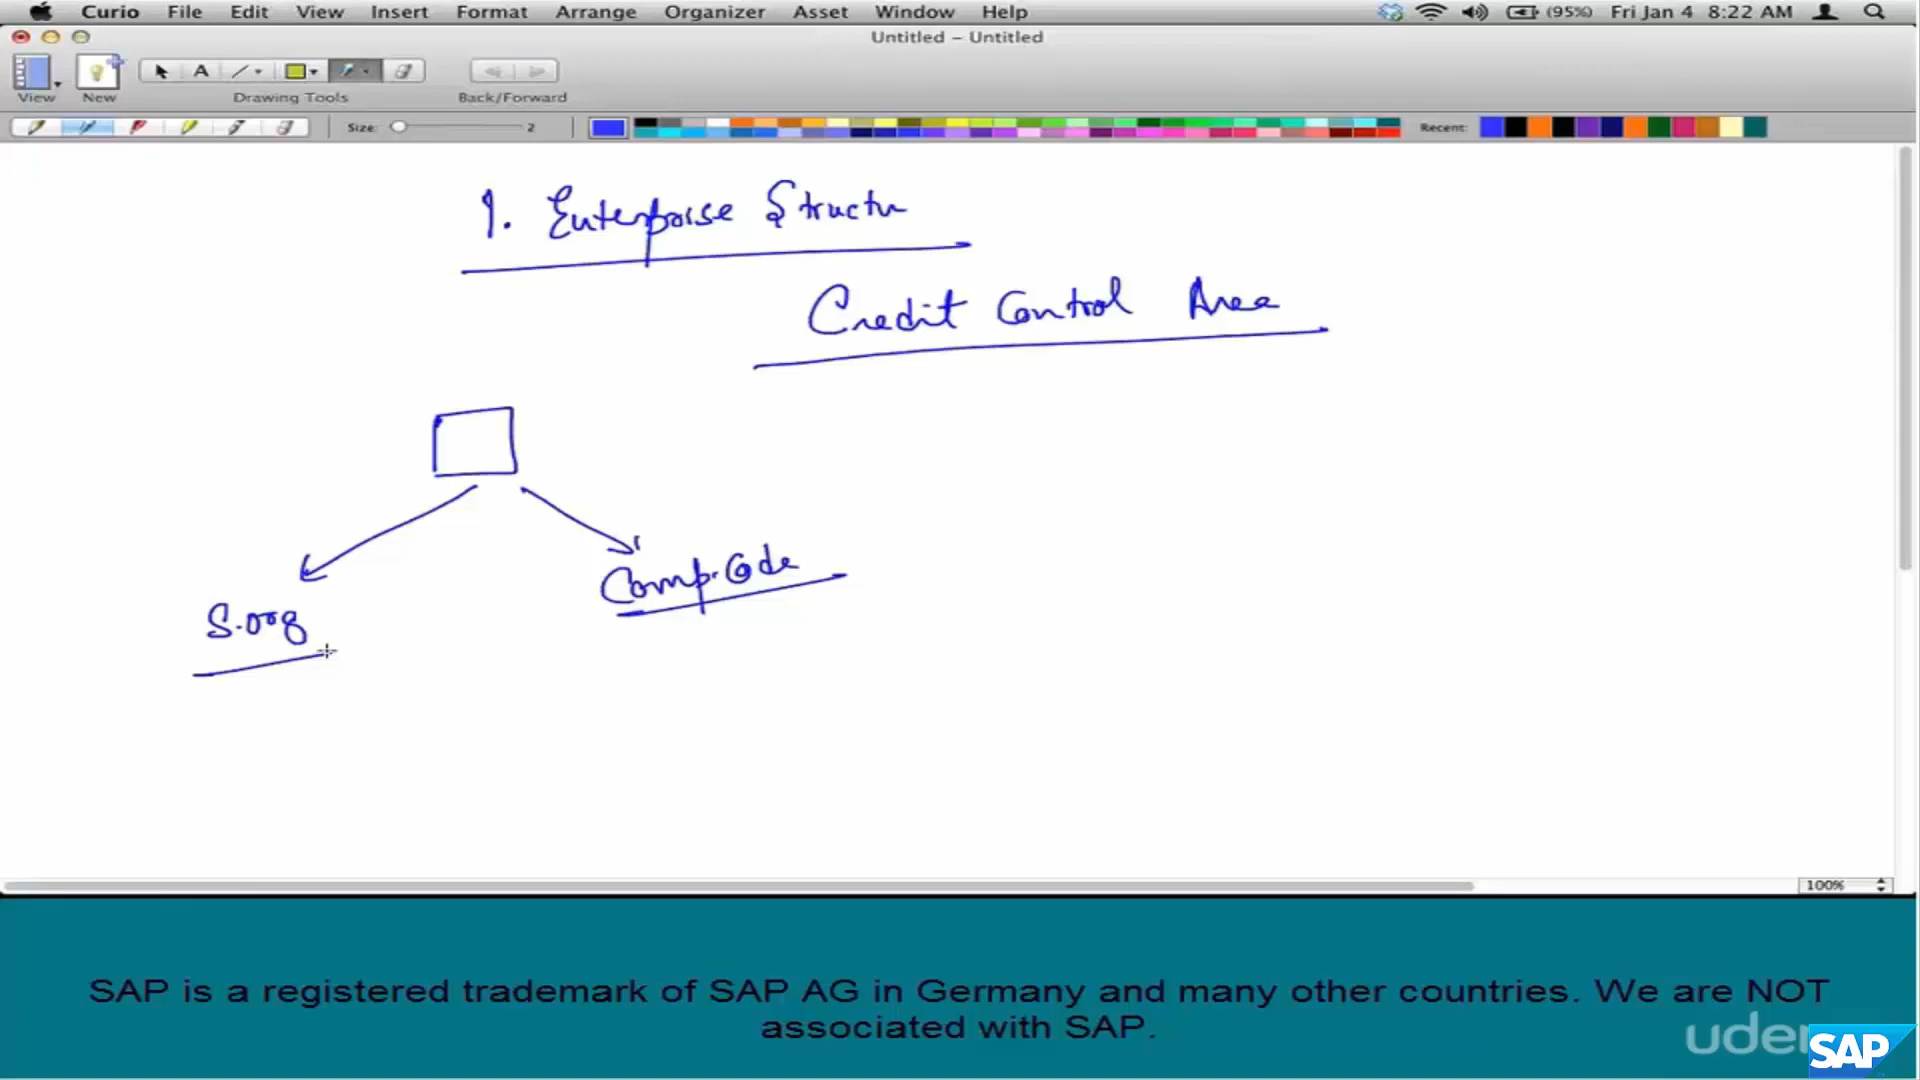 Curio File Edit View Insert Format Arrange Organizer Asset Window Help (95%) Fri Jan 4 8:22 AM
Untitled – Untitled
A
View New Drawing Tools Back/Forward
Size: 2 Recent:
1. Enterprise Structu
Credit Control Area
Comp. Code
S.org
100%
SAP is a registered trademark of SAP AG in Germany and many other countries. We are NOT
associated with SAP.
SAP